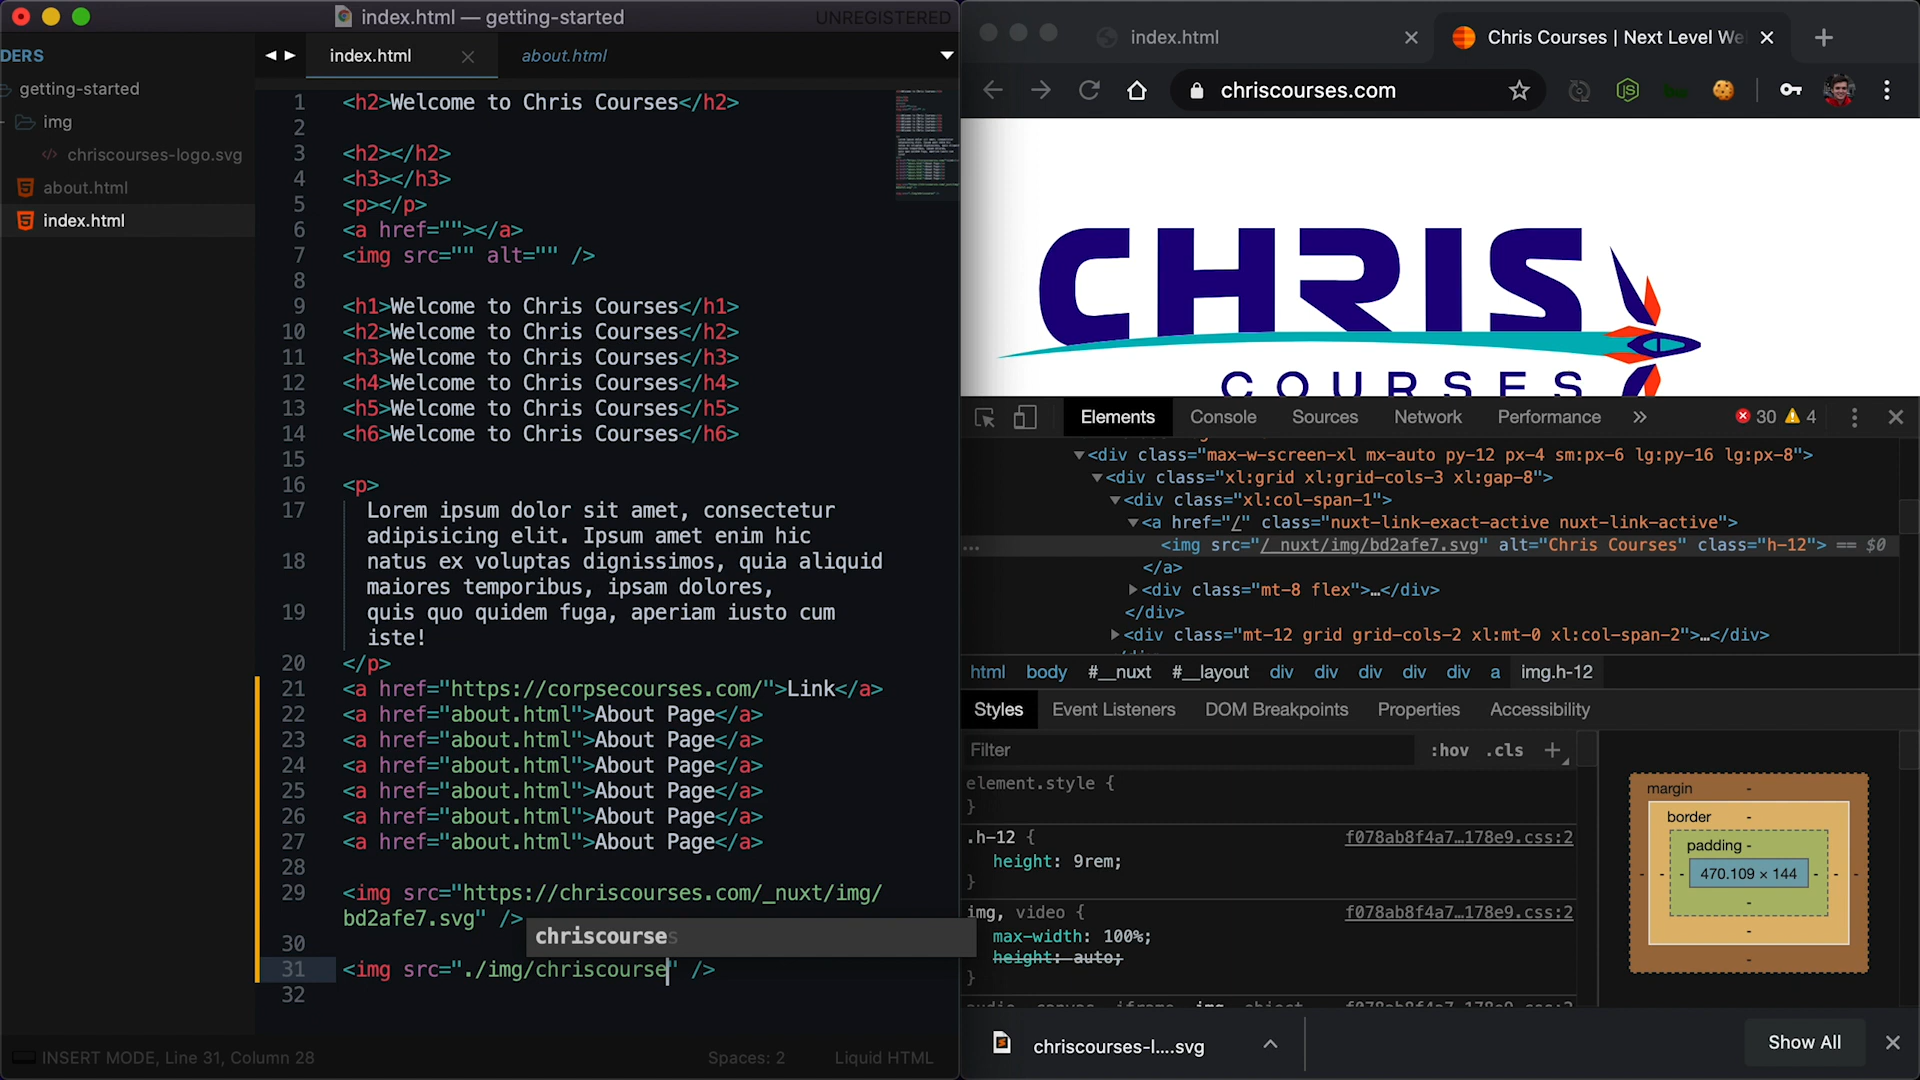 index.html — getting-started
UNREGISTERED
DERS
getting-started
img
chriscourses-logo.svg
about.html
index.html
index.html
about.html
1 <h2>Welcome to Chris Courses</h2>
2
3 <h2></h2>
4 <h3></h3>
5 <p></p>
6 <a href=""></a>
7 <img src="" alt="" />
8
9 <h1>Welcome to Chris Courses</h1>
10 <h2>Welcome to Chris Courses</h2>
11 <h3>Welcome to Chris Courses</h3>
12 <h4>Welcome to Chris Courses</h4>
13 <h5>Welcome to Chris Courses</h5>
14 <h6>Welcome to Chris Courses</h6>
15
16 <p>
17 Lorem ipsum dolor sit amet, consectetur
adipisicing elit. Ipsum amet enim hic
18 natus ex voluptas dignissimos, quia aliquid
maiores temporibus, ipsam dolores,
19 quis quo quidem fuga, aperiam iusto cum
iste!
20 </p>
21 <a href="https://corpsecourses.com/">Link</a>
22 <a href="about.html">About Page</a>
23 <a href="about.html">About Page</a>
24 <a href="about.html">About Page</a>
25 <a href="about.html">About Page</a>
26 <a href="about.html">About Page</a>
27 <a href="about.html">About Page</a>
28
29 <img src="https://chriscourses.com/_nuxt/img/
bd2afe7.svg" />
chriscourses
30
31 <img src="./img/chriscourse" />
32
INSERT MODE, Line 31, Column 28
Spaces: 2
Liquid HTML
index.html
Chris Courses | Next Level We
chriscourses.com
CHRIS
COURSES
Elements Console Sources Network Performance » 30 4
<div class="max-w-screen-xl mx-auto py-12 px-4 sm:px-6 lg:py-16 lg:px-8">
<div class="xl:grid xl:grid-cols-3 xl:gap-8">
<div class="xl:col-span-1">
<a href="/" class="nuxt-link-exact-active nuxt-link-active">
... <img src="/_nuxt/img/bd2afe7.svg" alt="Chris Courses" class="h-12"> == $0
</a>
<div class="mt-8 flex">…</div>
</div>
<div class="mt-12 grid grid-cols-2 xl:mt-0 xl:col-span-2">…</div>
html body #__nuxt #__layout div div div div div a img.h-12
Styles Event Listeners DOM Breakpoints Properties Accessibility
Filter :hov .cls +
element.style {
}
.h-12 { f078ab8f4a7…178e9.css:2
height: 9rem;
}
img, video { f078ab8f4a7…178e9.css:2
max-width: 100%;
height: auto;
}
audio, canvas, iframe, img, object, f078ab8f4a7…178e9.css:2
margin -
border -
padding -
- - - 470.109 × 144 - - -
-
-
-
chriscourses-l....svg
Show All